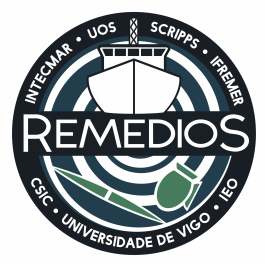 INTECMAR • UOS • SCRIPPS • IFREMER
REMEDIOS
CSIC • UNIVERSIDADE DE VIGO • IEO